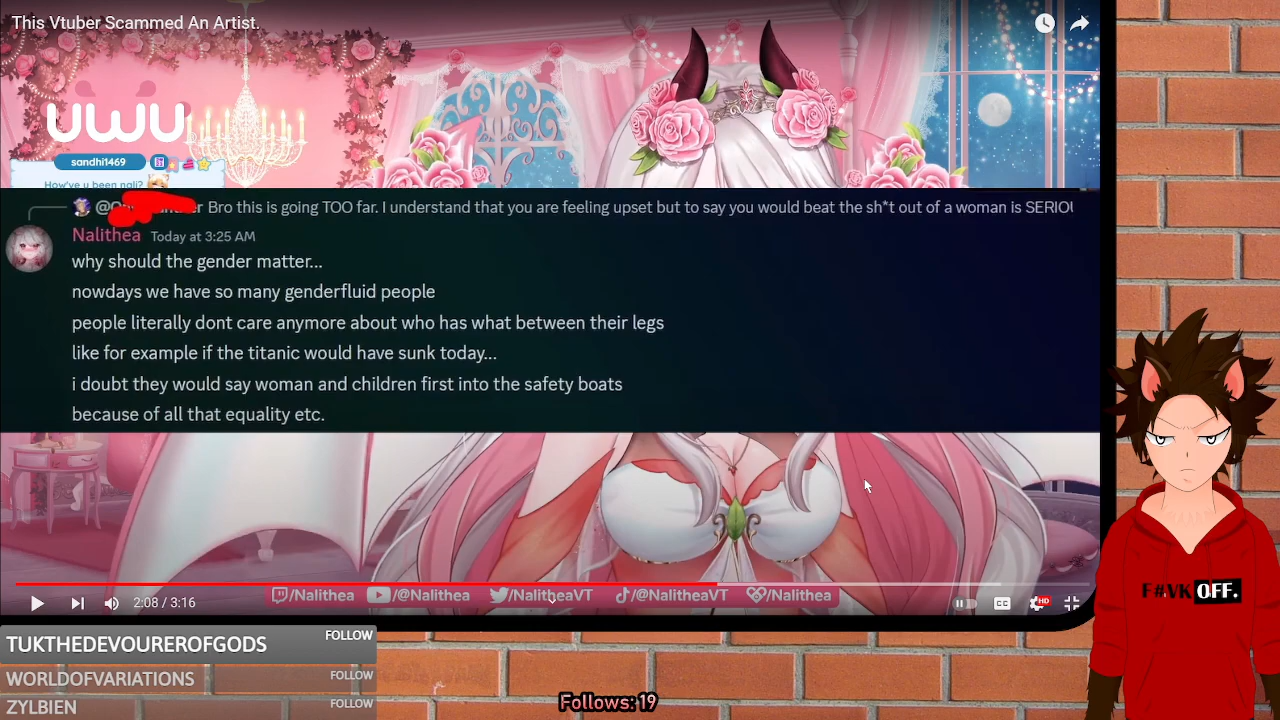 This Vtuber Scammed An Artist.
uwu
sandhi1469
How've u been nali?
Bro this is going TOO far. I understand that you are feeling upset but to say you would beat the sh*t out of a woman is SERIOU
Nalithea Today at 3:25 AM
why should the gender matter...
nowdays we have so many genderfluid people
people literally dont care anymore about who has what between their legs
like for example if the titanic would have sunk today...
i doubt they would say woman and children first into the safety boats
because of all that equality etc.
/Nalithea /@Nalithea /NalitheaVT /@NalitheaVT /Nalithea
2:08 / 3:16
CC
HD
F#VK OFF.
TUKTHEDEVOUREROFGODS FOLLOW
WORLDOFVARIATIONS FOLLOW
ZYLBIEN FOLLOW
Follows: 19